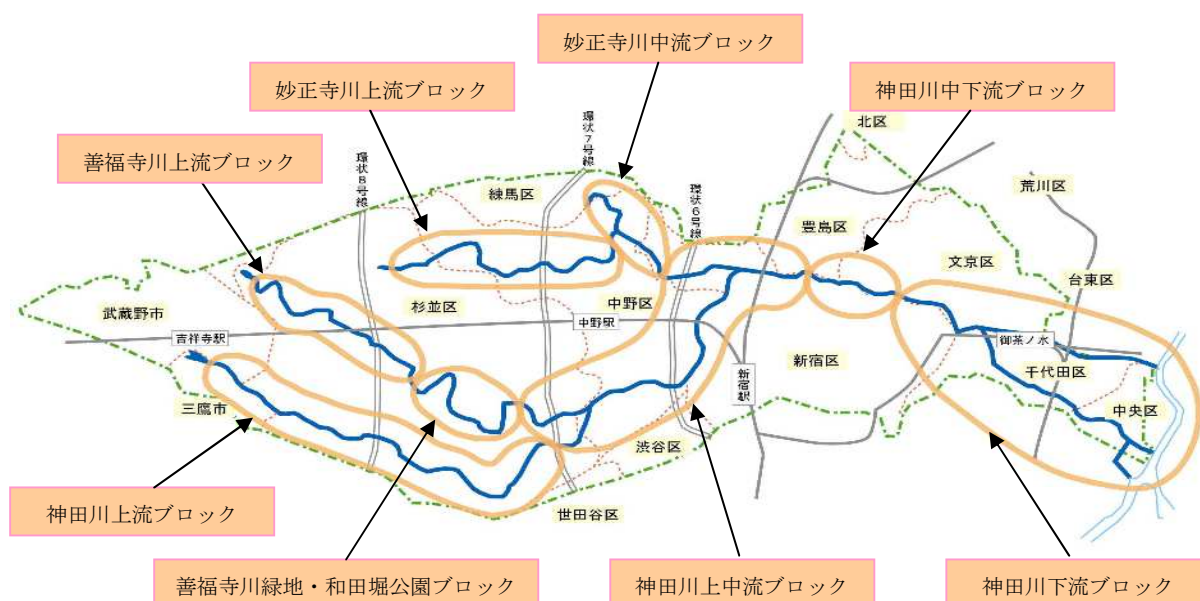 妙正寺川中流ブロック
妙正寺川上流ブロック
神田川中下流ブロック
善福寺川上流ブロック
環状8号線
環状7号線
環状6号線
北区
練馬区
荒川区
豊島区
文京区
台東区
杉並区
中野区
武蔵野市
吉祥寺駅
中野駅
御茶ノ水
新宿区
千代田区
新宿駅
三鷹市
中央区
渋谷区
世田谷区
神田川上流ブロック
善福寺川緑地・和田堀公園ブロック
神田川上中流ブロック
神田川下流ブロック